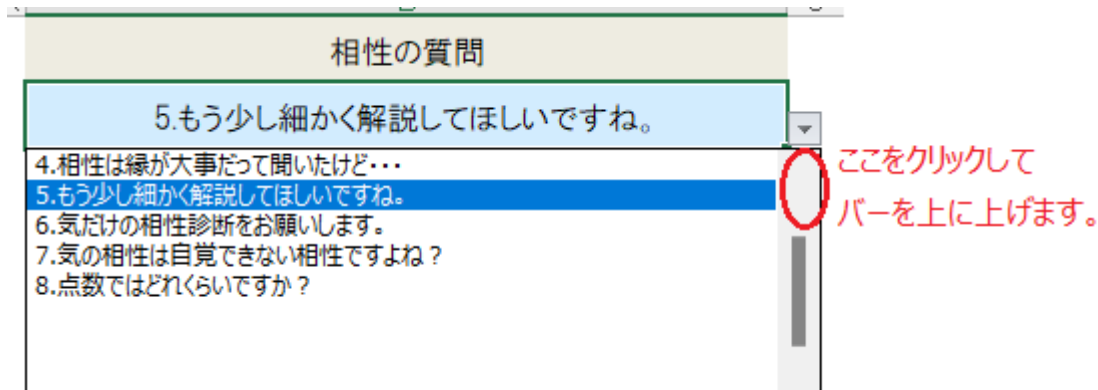 相性の質問
5.もう少し細かく解説してほしいですね。
4.相性は縁が大事だって聞いたけど・・・
5.もう少し細かく解説してほしいですね。
6.気だけの相性診断をお願いします。
7.気の相性は自覚できない相性ですよね？
8.点数ではどれくらいですか？
ここをクリックして
バーを上に上げます。